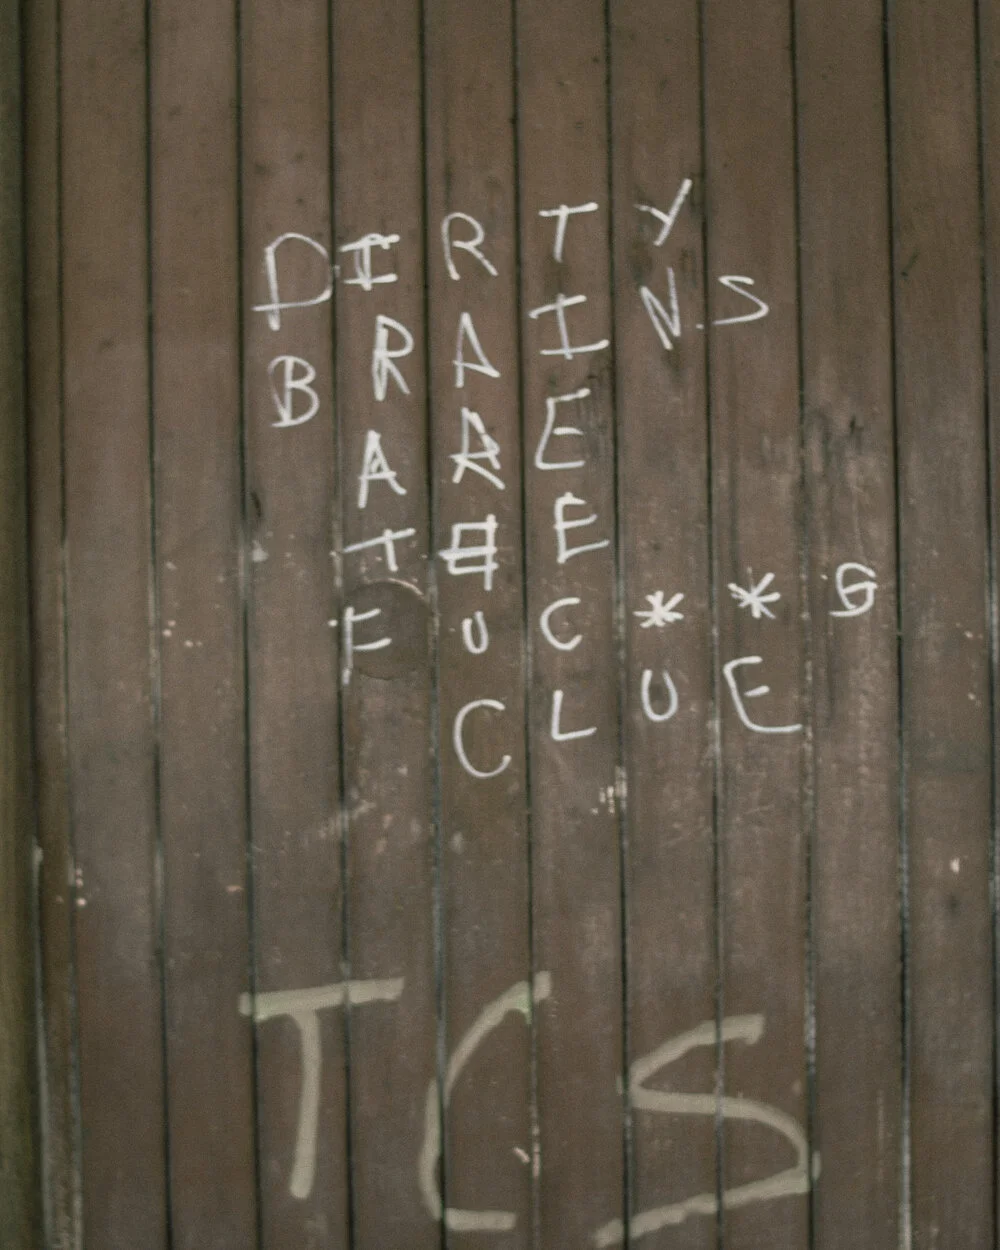 DIRTY
BRAINS
ARE
THE
FUC**G
CLUE
TCS